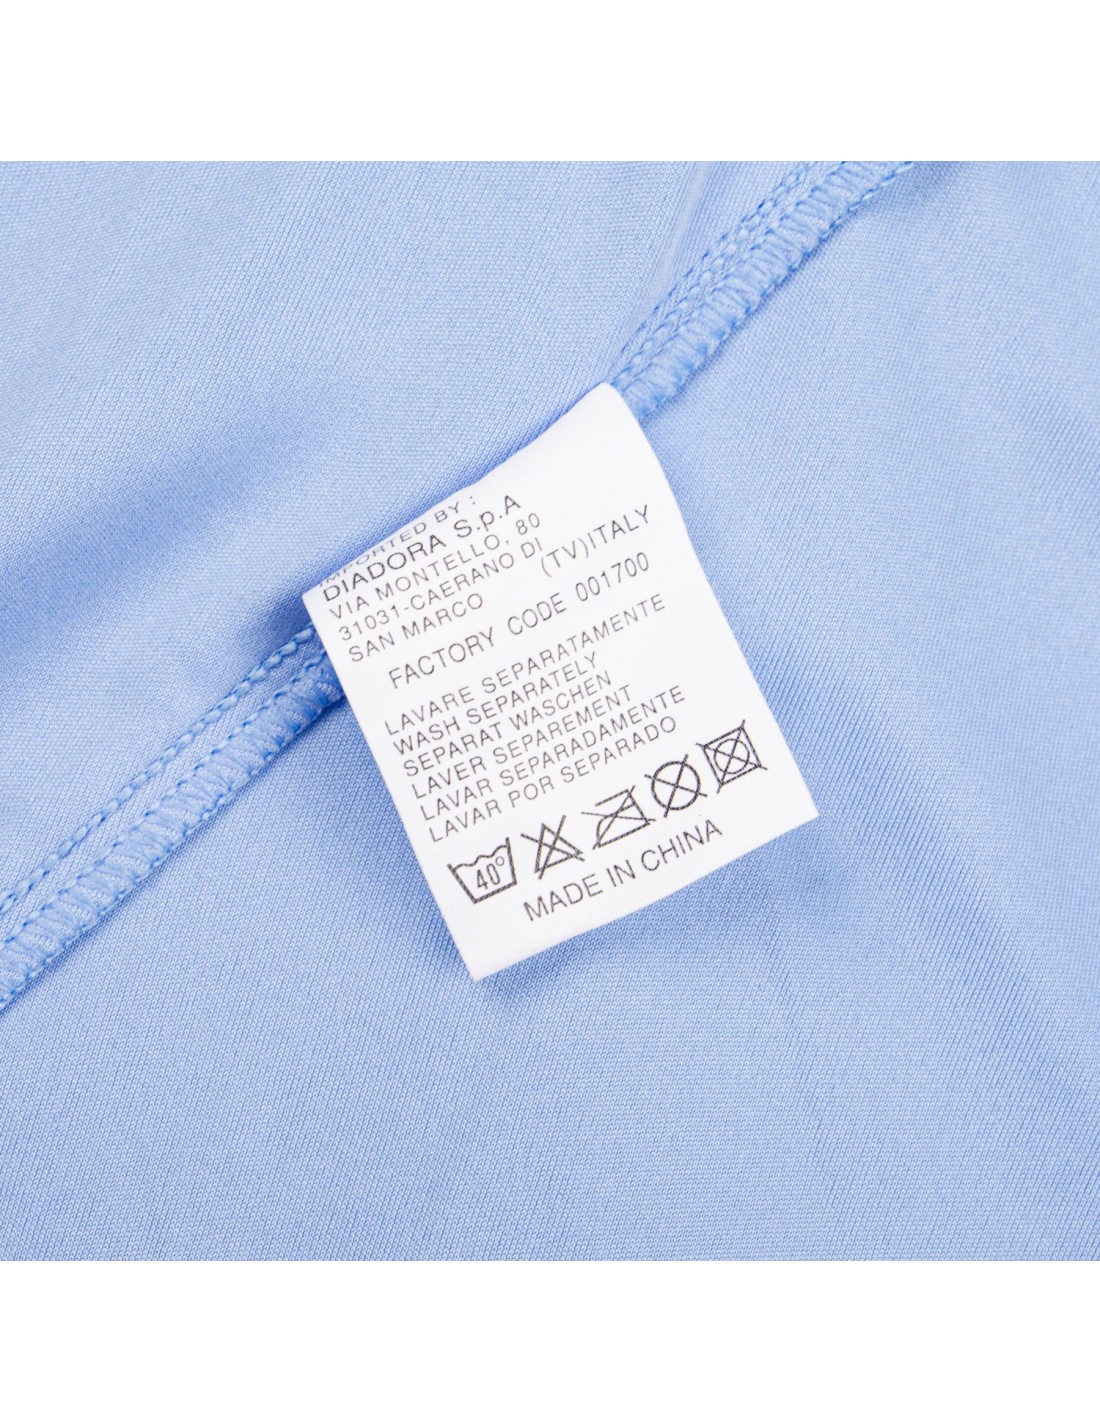 IMPORTED BY :
DIADORA S.p.A
VIA MONTELLO, 80
31031-CAERANO DI
SAN MARCO (TV)ITALY
FACTORY CODE 001700
LAVARE SEPARATAMENTE
WASH SEPARATELY
SEPARAT WASCHEN
LAVER SEPAREMENT
LAVAR SEPARADAMENTE
LAVAR POR SEPARADO
40°
MADE IN CHINA